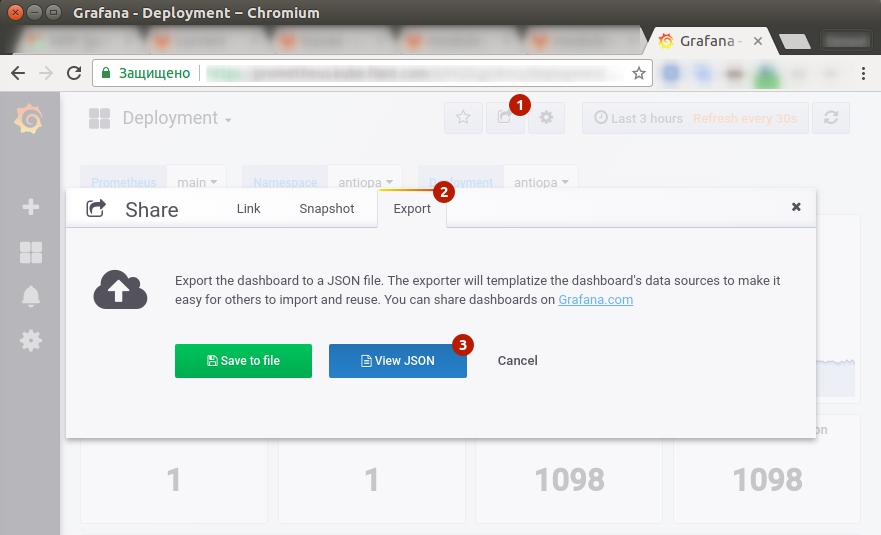 Grafana - Deployment – Chromium
Grafana -
Защищено
1
Deployment
Last 3 hours Refresh every 30s
Prometheus main Namespace antiopa Deployment antiopa
2
Share Link Snapshot Export
Export the dashboard to a JSON file. The exporter will templatize the dashboard's data sources to make it
easy for others to import and reuse. You can share dashboards on Grafana.com
3
Save to file View JSON Cancel
1 1 1098 1098